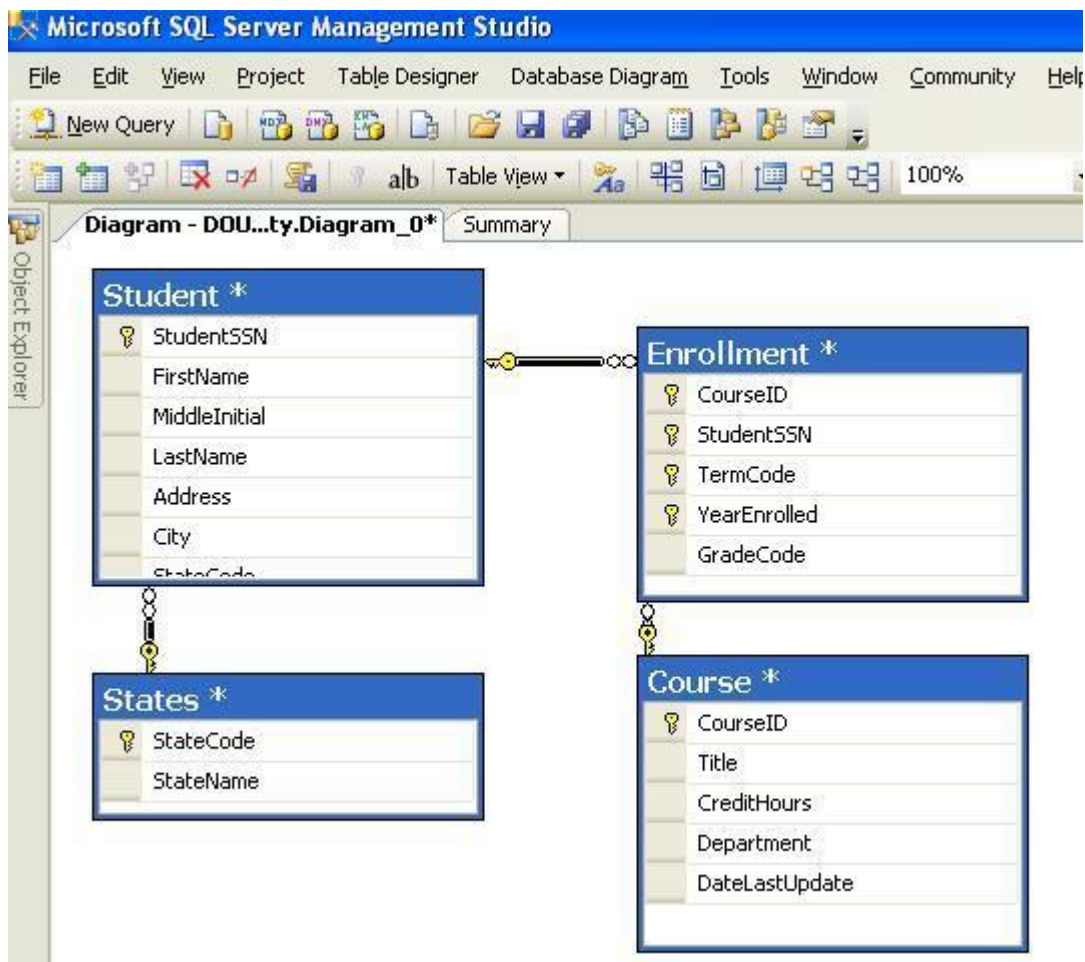 Microsoft SQL Server Management Studio
File Edit View Project Table Designer Database Diagram Tools Window Community Help
New Query
a|b Table View 100%
Diagram - DOU...ty.Diagram_0* Summary
Object Explorer
Student *
StudentSSN
FirstName
MiddleInitial
LastName
Address
City
StateCode
States *
StateCode
StateName
Enrollment *
CourseID
StudentSSN
TermCode
YearEnrolled
GradeCode
Course *
CourseID
Title
CreditHours
Department
DateLastUpdate